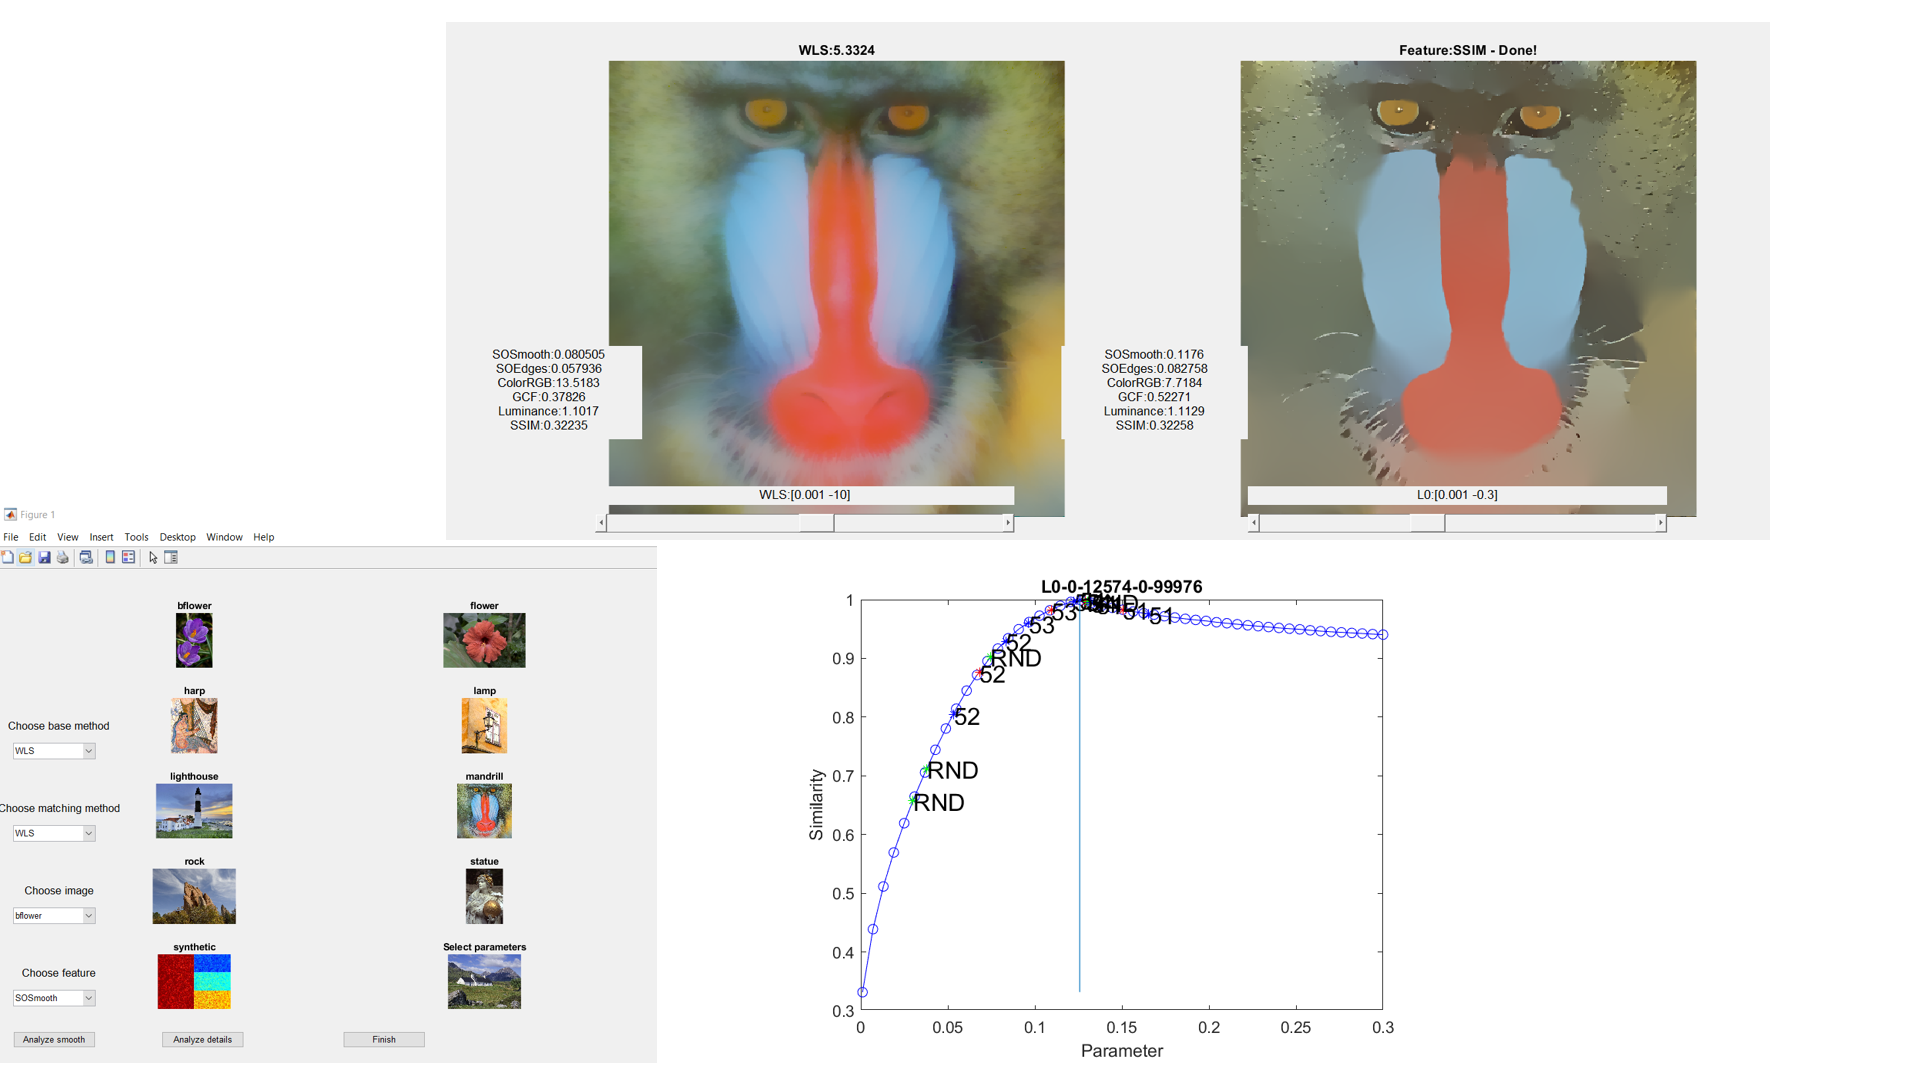 WLS:5.3324
Feature:SSIM - Done!
SOSmooth:0.080505
SOEdges:0.057936
ColorRGB:13.5183
GCF:0.37826
Luminance:1.1017
SSIM:0.32235
SOSmooth:0.1176
SOEdges:0.082758
ColorRGB:7.7184
GCF:0.52271
Luminance:1.1129
SSIM:0.32258
WLS:[0.001 -10]
L0:[0.001 -0.3]
Figure 1
File Edit View Insert Tools Desktop Window Help
bflower
flower
harp
lamp
Choose base method
WLS
lighthouse
mandrill
Choose matching method
WLS
rock
statue
Choose image
bflower
synthetic
Select parameters
Choose feature
SOSmooth
Analyze smooth
Analyze details
Finish
L0-0-12574-0-99976
1
0.9
0.8
0.7
0.6
0.5
0.4
0.3
Similarity
53
51
51
53
52
RND
52
52
RND
RND
0 0.05 0.1 0.15 0.2 0.25 0.3
Parameter